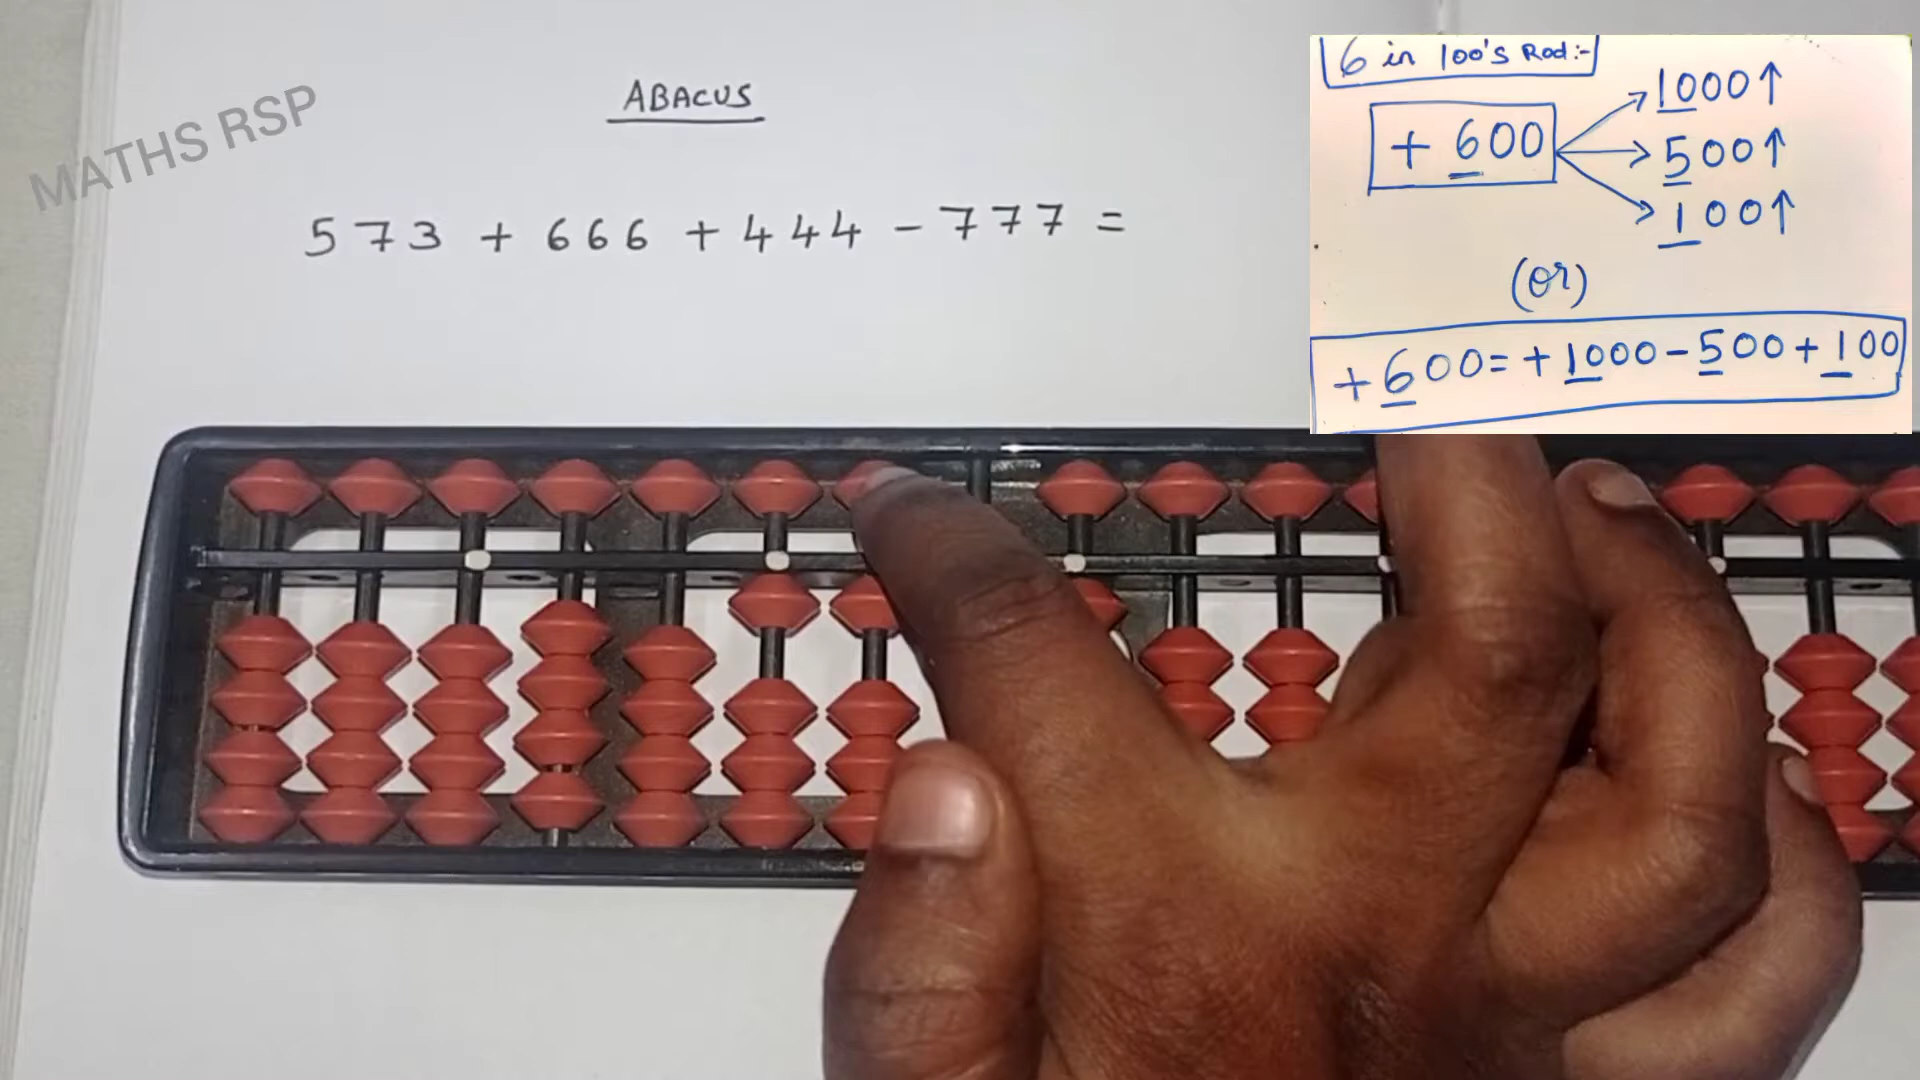 MATHS RSP
ABACUS
573 + 666 + 444 - 777 =
6 in 100's Rod:-
+ 600
1000↑
500↑
100↑
(or)
+ 600 = + 1000 - 500 + 100